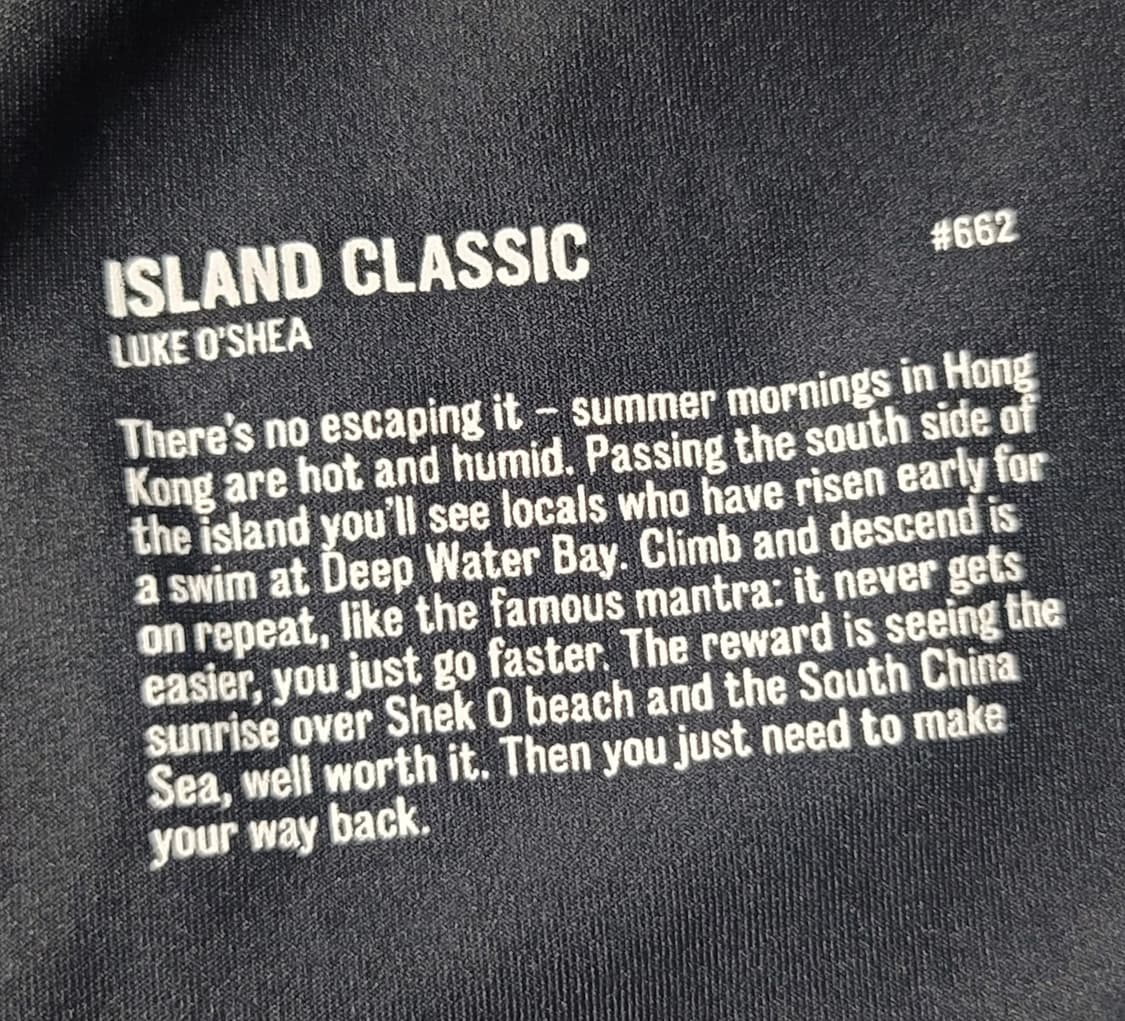 ISLAND CLASSIC
#662
LUKE O'SHEA
There's no escaping it – summer mornings in Hong
Kong are hot and humid. Passing the south side of
the island you'll see locals who have risen early for
a swim at Deep Water Bay. Climb and descend is
on repeat, like the famous mantra: it never gets
easier, you just go faster. The reward is seeing the
sunrise over Shek O beach and the South China
Sea, well worth it. Then you just need to make
your way back.